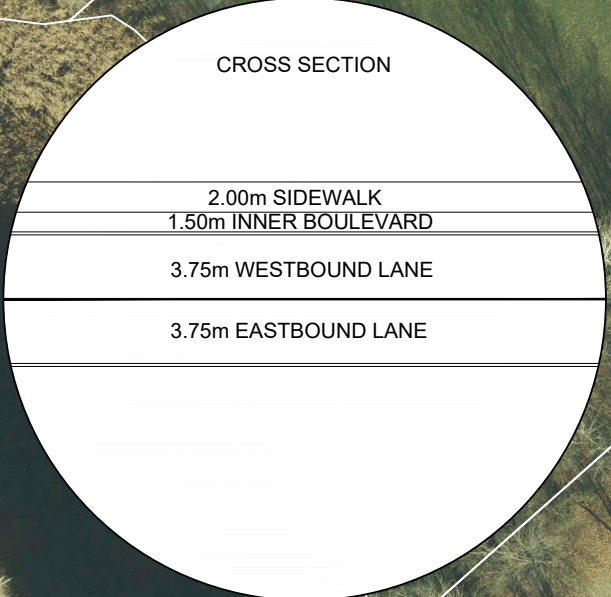 CROSS SECTION
2.00m SIDEWALK
1.50m INNER BOULEVARD
3.75m WESTBOUND LANE
3.75m EASTBOUND LANE